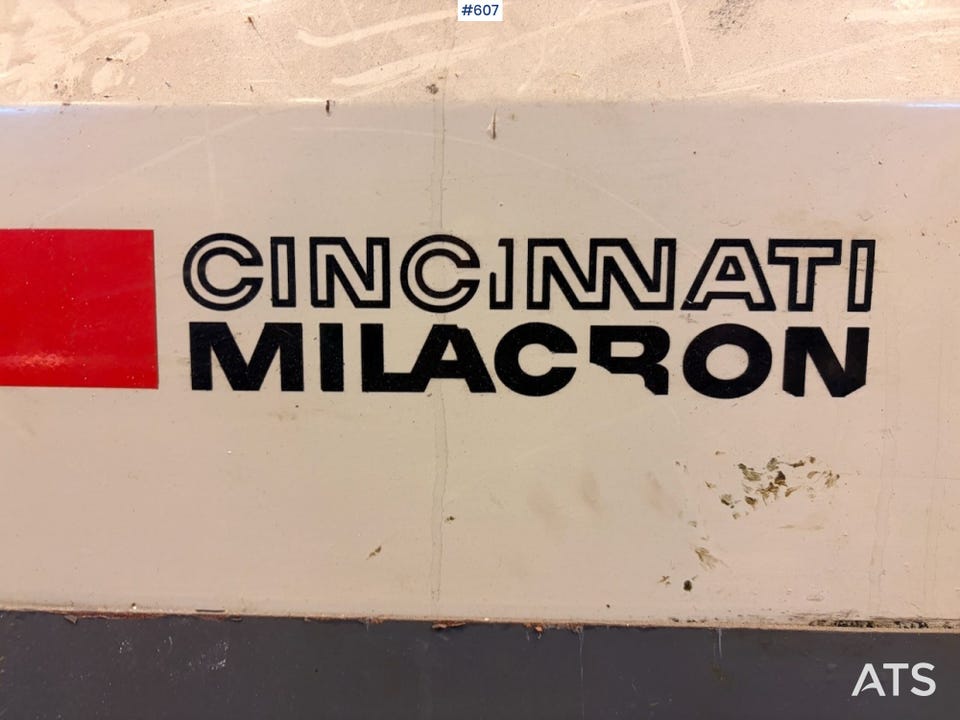 #607
CINCINNATI
MILACRON
ATS